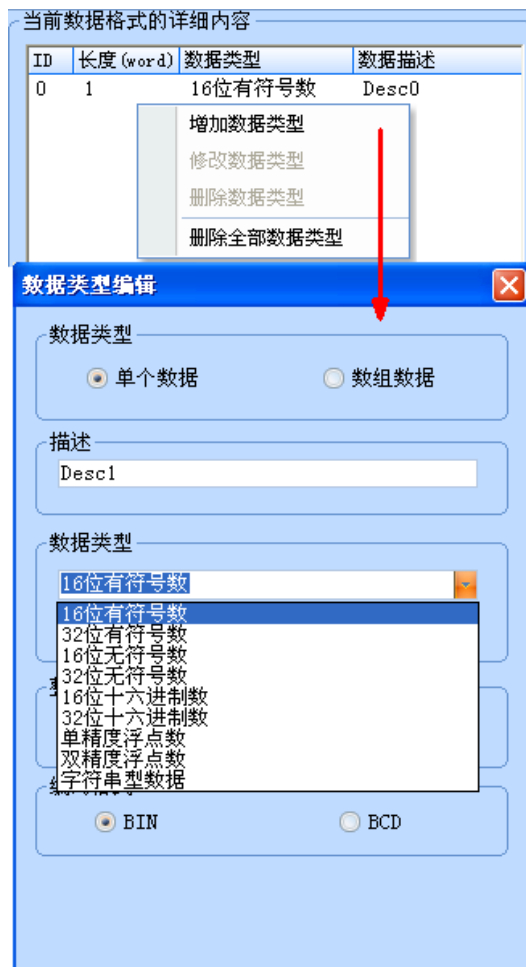 当前数据格式的详细内容
ID 长度(word) 数据类型 数据描述
0 1 16位有符号数 Desc0
增加数据类型
修改数据类型
删除数据类型
删除全部数据类型
数据类型编辑
数据类型
单个数据 数组数据
描述
Desc1
数据类型
16位有符号数
16位有符号数
32位有符号数
16位无符号数
32位无符号数
16位十六进制数
32位十六进制数
单精度浮点数
双精度浮点数
字符串型数据
BIN BCD